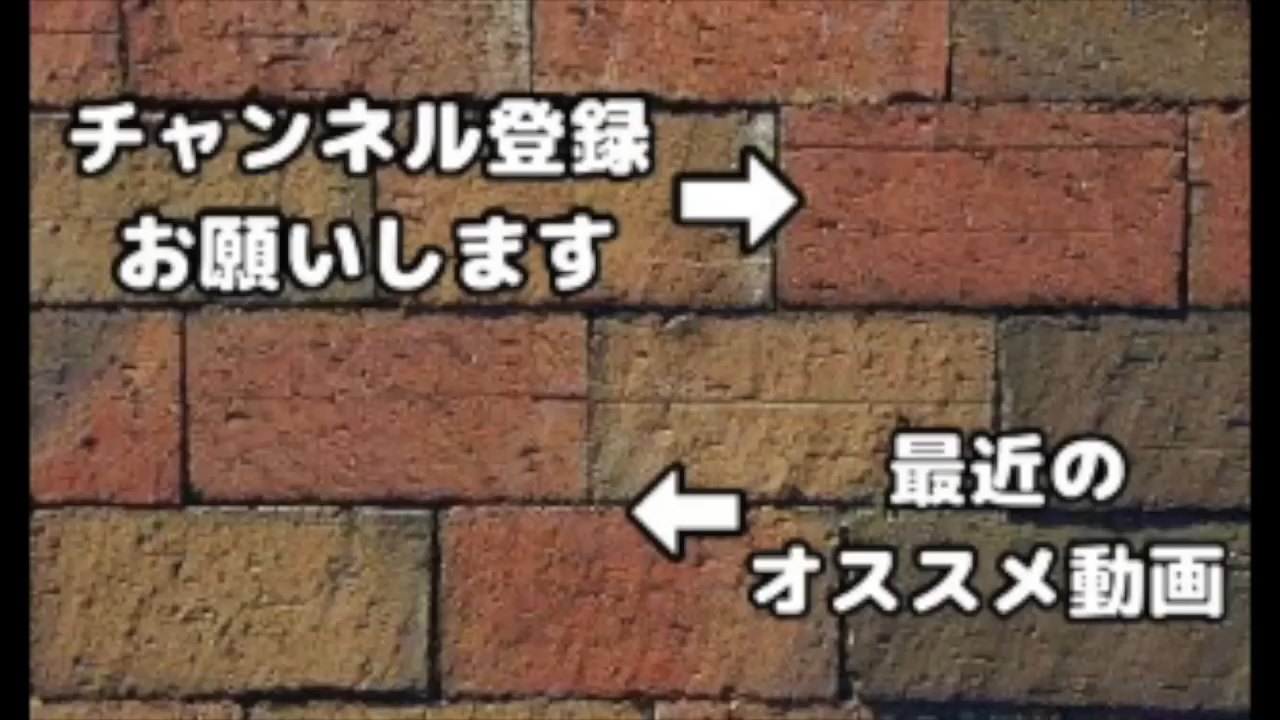 チャンネル登録
お願いします
最近の
オススメ動画